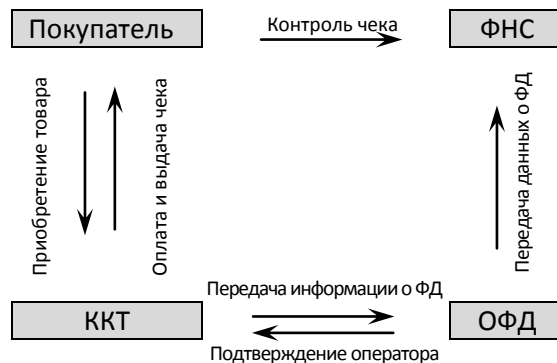 Покупатель
Контроль чека
ФНС
Приобретение товара
Оплата и выдача чека
Передача данных о ФД
Передача информации о ФД
ККТ
ОФД
Подтверждение оператора